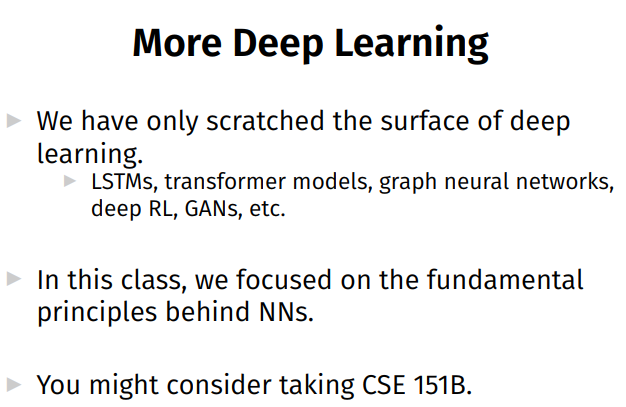 More Deep Learning
We have only scratched the surface of deep
learning.
LSTMs, transformer models, graph neural networks,
deep RL, GANs, etc.
In this class, we focused on the fundamental
principles behind NNs.
You might consider taking CSE 151B.